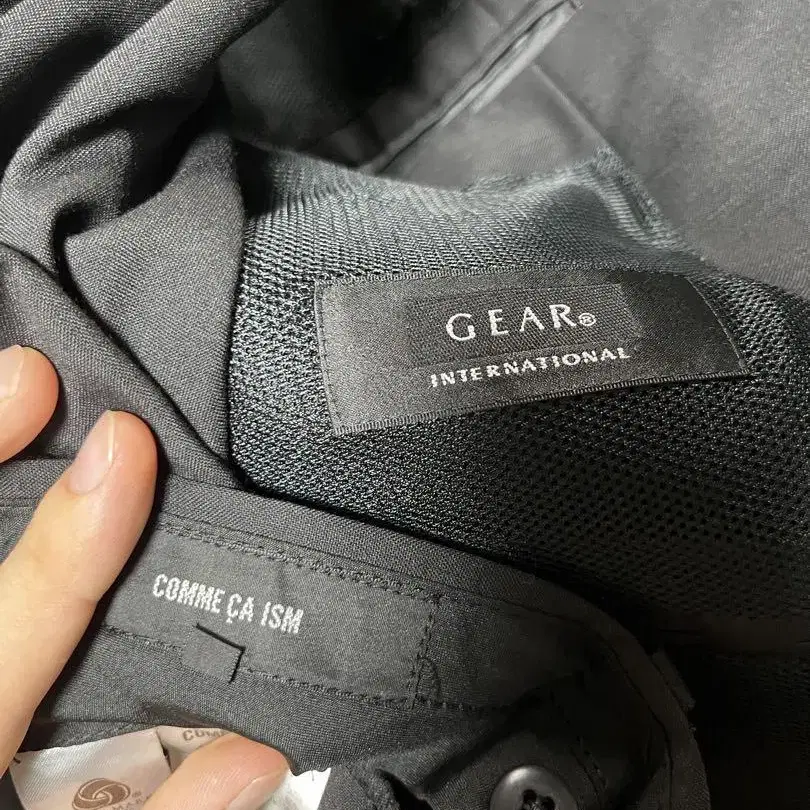 GEAR®
INTERNATIONAL
COMME ÇA ISM